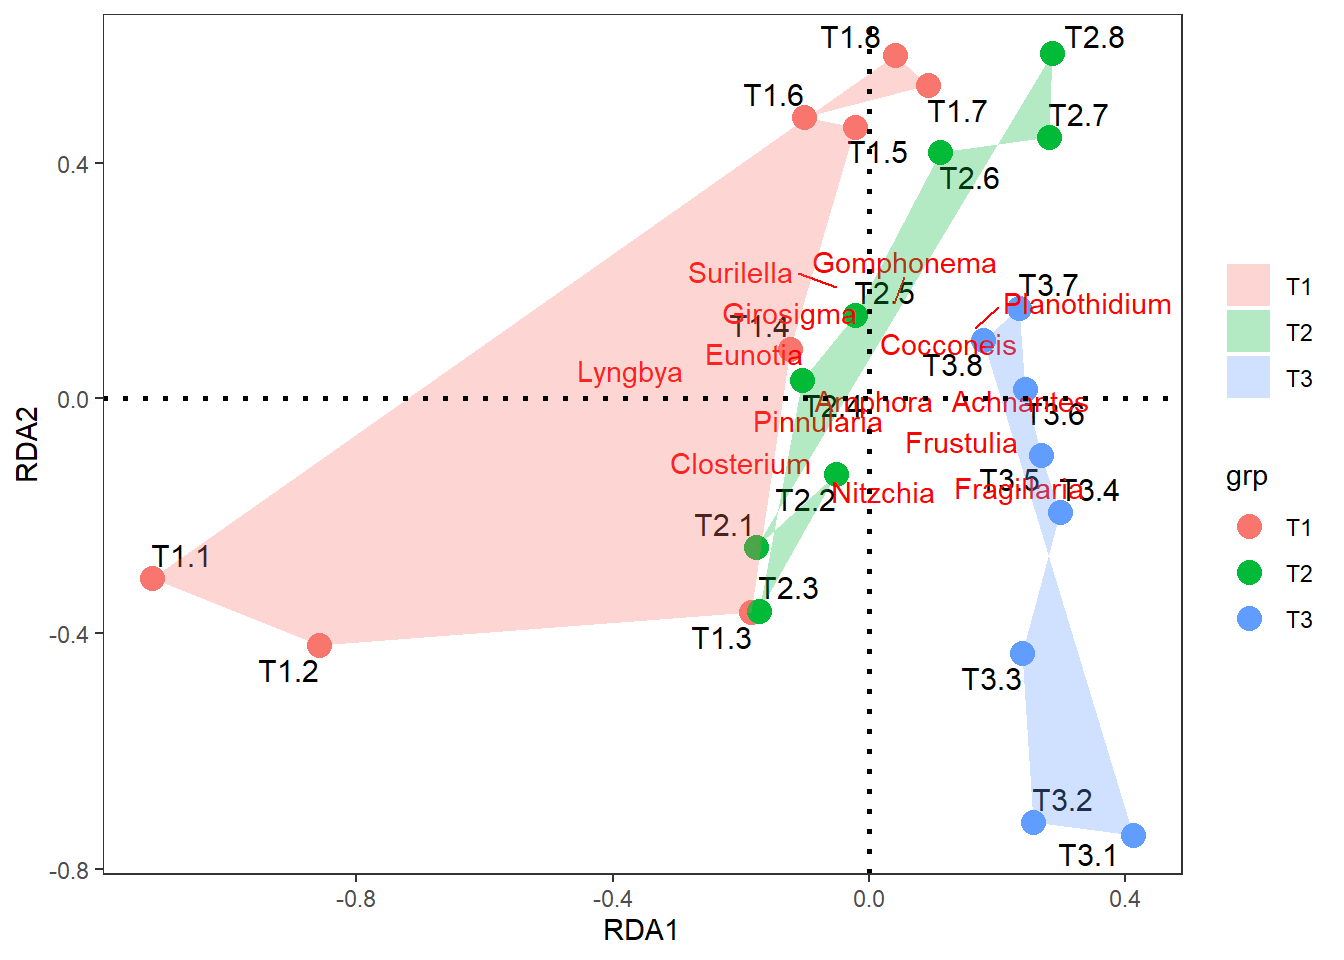 T1.8
T2.8
T1.6
T1.7
T2.7
T1.5
0.4
T2.6
Surilella
Gomphonema
T3.7
T2.5
Planothidium
Girosigma
T1.4
Cocconeis
Eunotia
T3.8
Lyngbya
0.0
T2.4
Amphora
Achnantes
T3.6
Pinnularia
Frustulia
Closterium
T3.5
Fragillaria
T3.4
T2.2
Nitzchia
T2.1
T1.1
T2.3
-0.4
T1.3
T1.2
T3.3
T3.2
T3.1
-0.8
-0.8
-0.4
0.0
0.4
RDA1
RDA2
T1
T2
T3
grp
T1
T2
T3